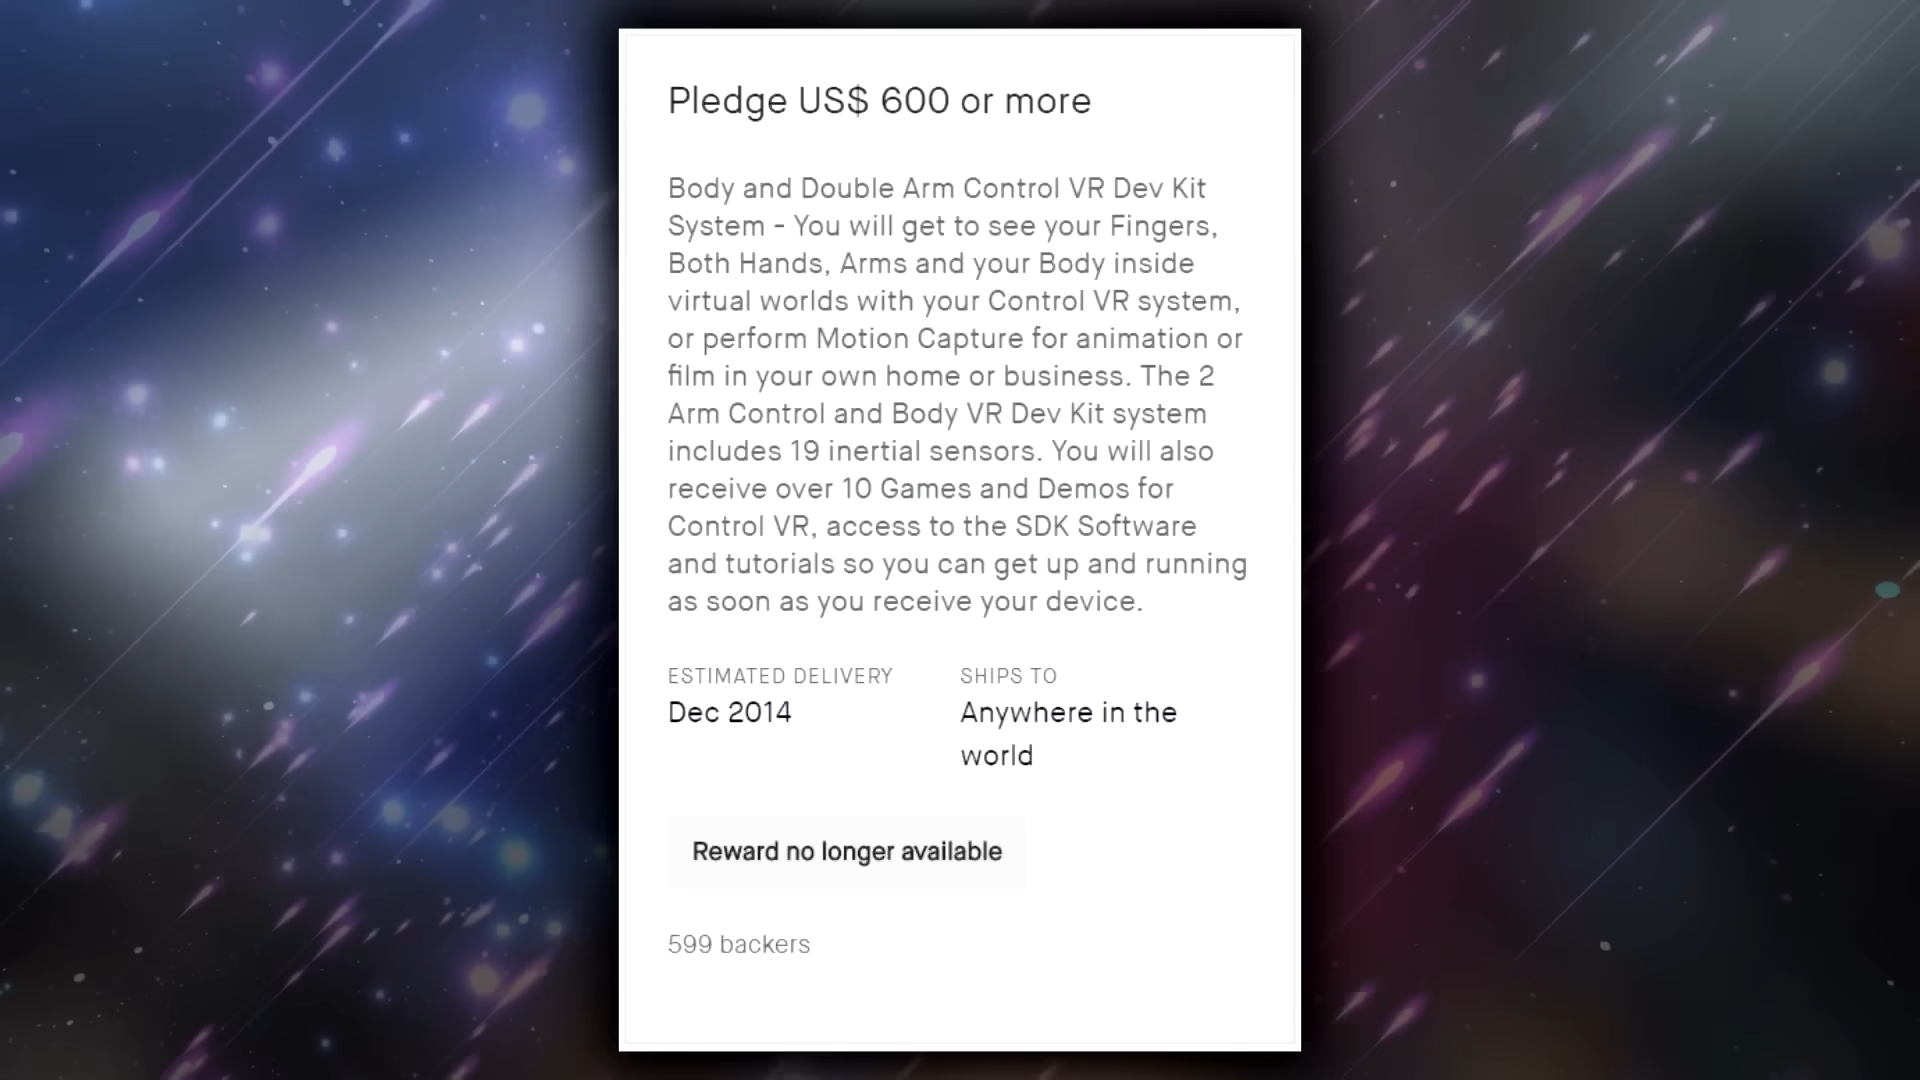 Pledge US$ 600 or more
Body and Double Arm Control VR Dev Kit
System - You will get to see your Fingers,
Both Hands, Arms and your Body inside
virtual worlds with your Control VR system,
or perform Motion Capture for animation or
film in your own home or business. The 2
Arm Control and Body VR Dev Kit system
includes 19 inertial sensors. You will also
receive over 10 Games and Demos for
Control VR, access to the SDK Software
and tutorials so you can get up and running
as soon as you receive your device.
ESTIMATED DELIVERY
Dec 2014
SHIPS TO
Anywhere in the
world
Reward no longer available
599 backers